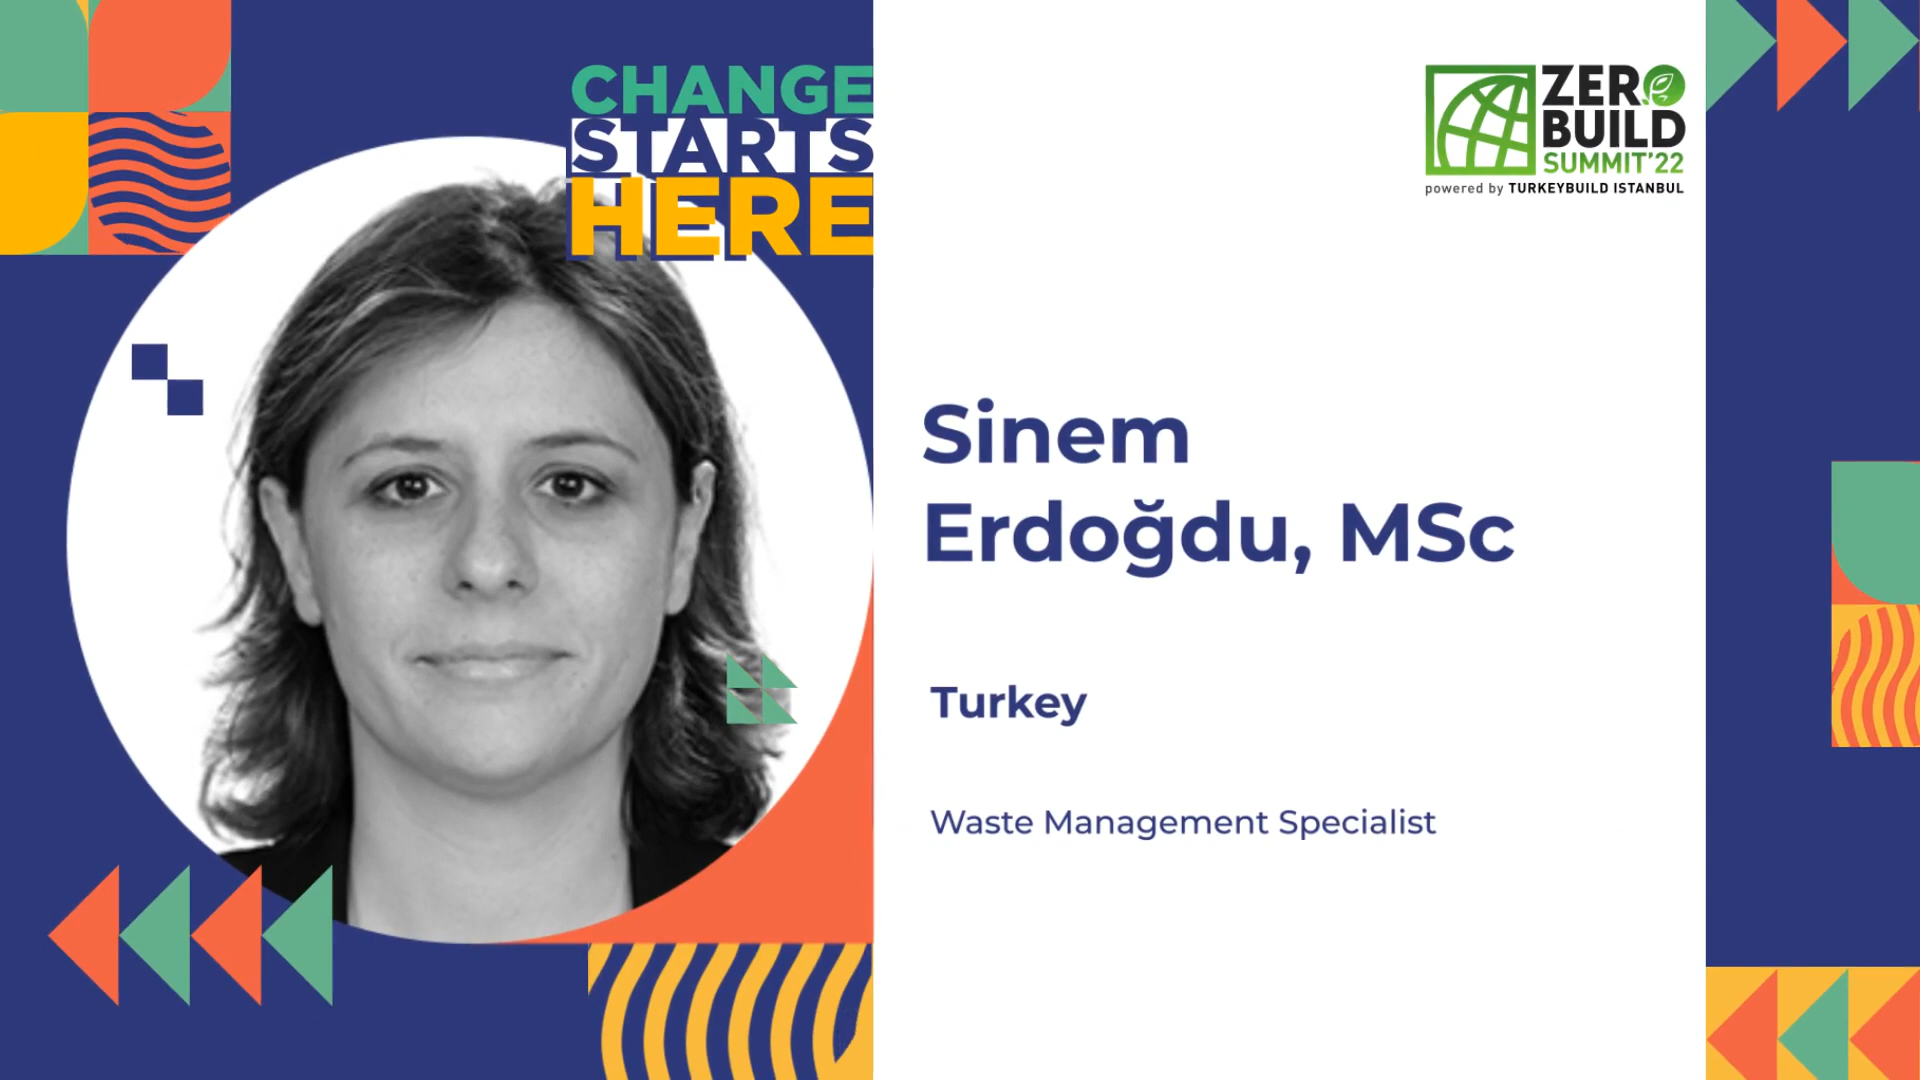 CHANGE
STARTS
HERE
ZERO
BUILD
SUMMIT'22
powered by TURKEYBUILD ISTANBUL
Sinem
Erdoğdu, MSc
Turkey
Waste Management Specialist